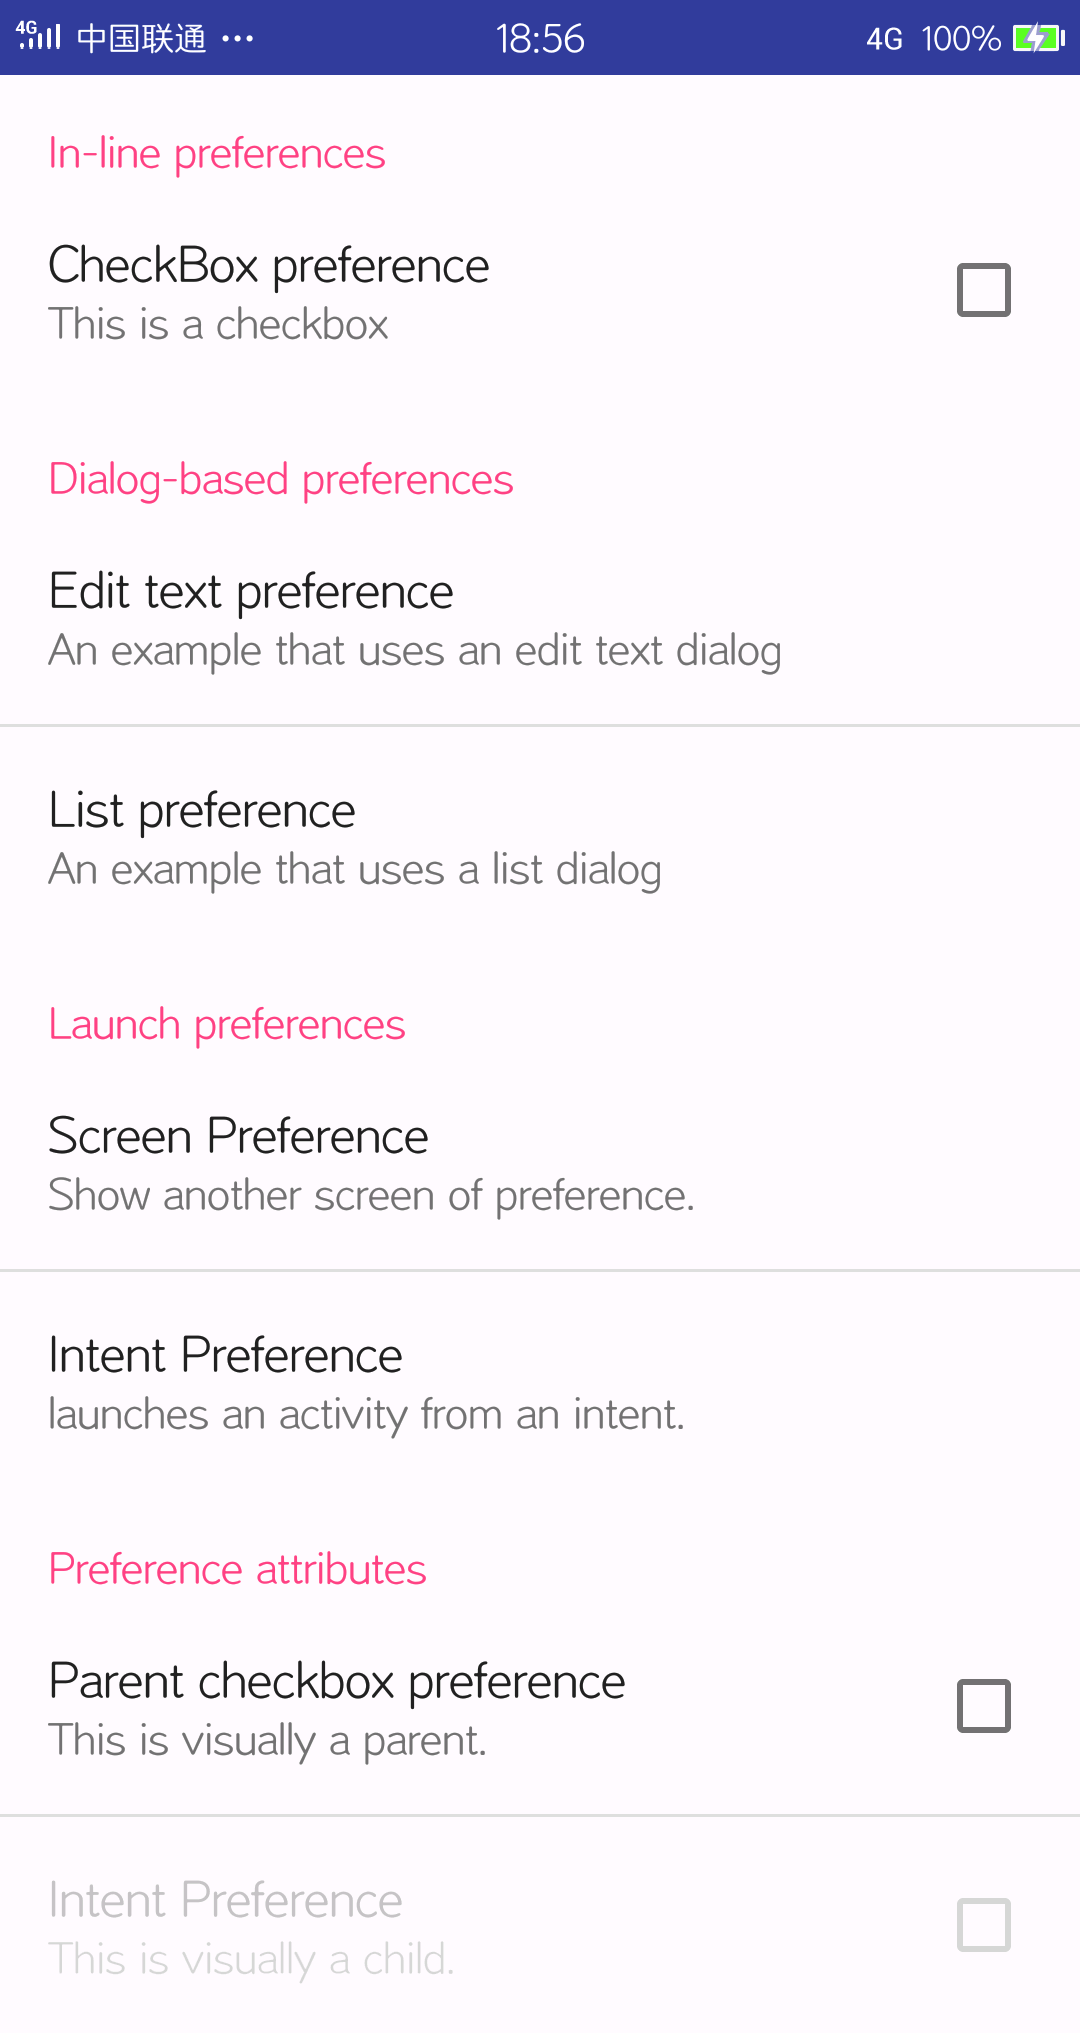 4G 中国联通 ... 18:56 4G 100%
In-line preferences
CheckBox preference
This is a checkbox
Dialog-based preferences
Edit text preference
An example that uses an edit text dialog
List preference
An example that uses a list dialog
Launch preferences
Screen Preference
Show another screen of preference.
Intent Preference
launches an activity from an intent.
Preference attributes
Parent checkbox preference
This is visually a parent.
Intent Preference
This is visually a child.